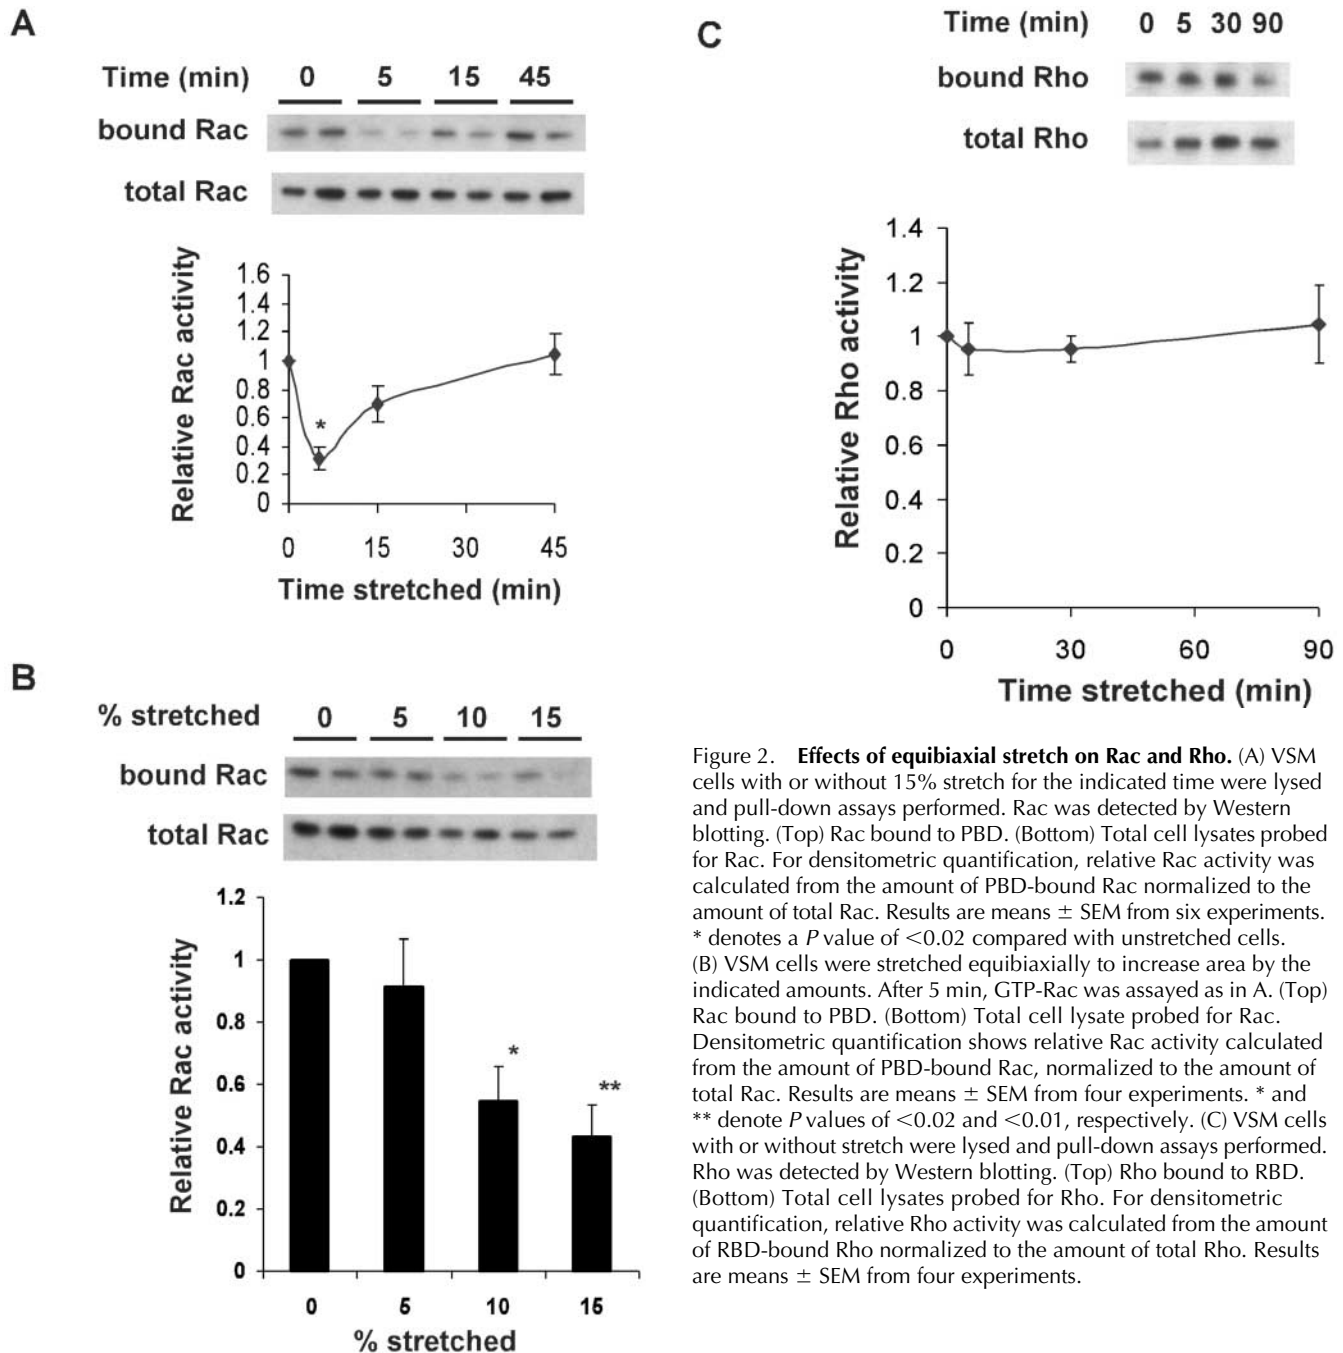 A
Time (min) 0 5 15 45
bound Rac
total Rac
Relative Rac activity
1.6
1.4
1.2
1
0.8
0.6
0.4
0.2
0
*
0 15 30 45
Time stretched (min)
B
% stretched 0 5 10 15
bound Rac
total Rac
Relative Rac activity
1.2
1
0.8
0.6
0.4
0.2
0
*
**
0 5 10 15
% stretched
C
Time (min) 0 5 30 90
bound Rho
total Rho
Relative Rho activity
1.4
1.2
1
0.8
0.6
0.4
0.2
0
0 30 60 90
Time stretched (min)
Figure 2. Effects of equibiaxial stretch on Rac and Rho. (A) VSM
cells with or without 15% stretch for the indicated time were lysed
and pull-down assays performed. Rac was detected by Western
blotting. (Top) Rac bound to PBD. (Bottom) Total cell lysates probed
for Rac. For densitometric quantification, relative Rac activity was
calculated from the amount of PBD-bound Rac normalized to the
amount of total Rac. Results are means ± SEM from six experiments.
* denotes a P value of <0.02 compared with unstretched cells.
(B) VSM cells were stretched equibiaxially to increase area by the
indicated amounts. After 5 min, GTP-Rac was assayed as in A. (Top)
Rac bound to PBD. (Bottom) Total cell lysate probed for Rac.
Densitometric quantification shows relative Rac activity calculated
from the amount of PBD-bound Rac, normalized to the amount of
total Rac. Results are means ± SEM from four experiments. * and
** denote P values of <0.02 and <0.01, respectively. (C) VSM cells
with or without stretch were lysed and pull-down assays performed.
Rho was detected by Western blotting. (Top) Rho bound to RBD.
(Bottom) Total cell lysates probed for Rho. For densitometric
quantification, relative Rho activity was calculated from the amount
of RBD-bound Rho normalized to the amount of total Rho. Results
are means ± SEM from four experiments.